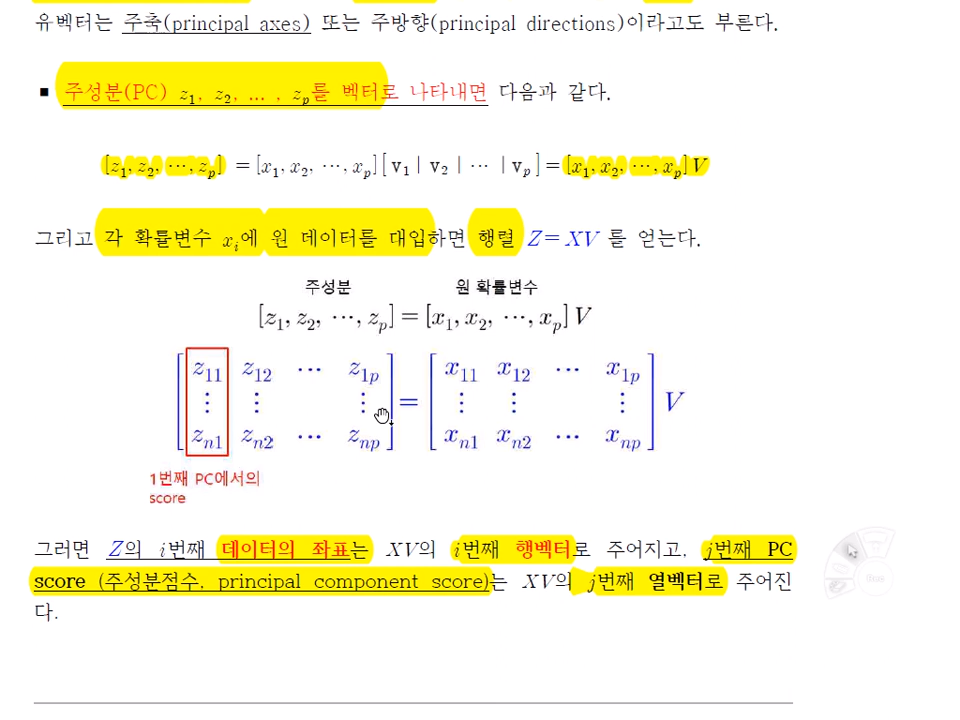 유벡터는 주축(principal axes) 또는 주방향(principal directions)이라고도 부른다.
▪ 주성분(PC) z₁, z₂, … , zₚ를 벡터로 나타내면 다음과 같다.
[z₁, z₂, ⋯, zₚ] = [x₁, x₂, ⋯, xₚ][ v₁ | v₂ | ⋯ | vₚ ] = [x₁, x₂, ⋯, xₚ] V
그리고 각 확률변수 xᵢ에 원 데이터를 대입하면 행렬 Z = XV 를 얻는다.
주성분 원 확률변수
[z₁, z₂, ⋯, zₚ] = [x₁, x₂, ⋯, xₚ] V
z₁₁ z₁₂ ⋯ z₁ₚ x₁₁ x₁₂ ⋯ x₁ₚ
⋮ ⋮ ⋮ = ⋮ ⋮ ⋮ V
zₙ₁ zₙ₂ ⋯ zₙₚ xₙ₁ xₙ₂ ⋯ xₙₚ
1번째 PC에서의
score
그러면 Z의 i번째 데이터의 좌표는 XV의 i번째 행벡터로 주어지고, j번째 PC
score (주성분점수, principal component score)는 XV의 j번째 열벡터로 주어진
다.